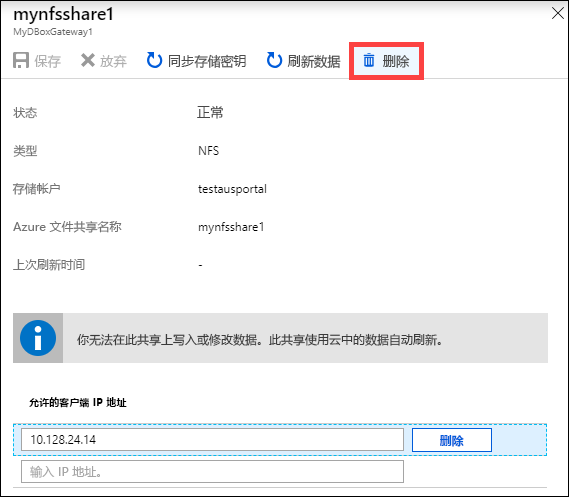 mynfsshare1
MyDBoxGateway1
保存 放弃 同步存储密钥 刷新数据 删除
状态 正常
类型 NFS
存储帐户 testausportal
Azure 文件共享名称 mynfsshare1
上次刷新时间 -
你无法在此共享上写入或修改数据。此共享使用云中的数据自动刷新。
允许的客户端 IP 地址
10.128.24.14 删除
输入 IP 地址。